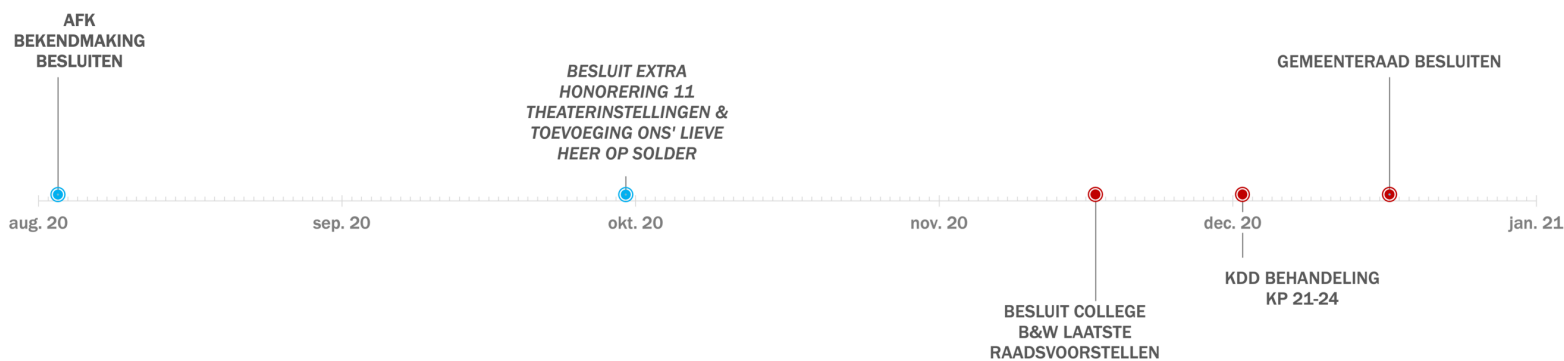 AFK
BEKENDMAKING
BESLUITEN
BESLUIT EXTRA
HONORERING 11
THEATERINSTELLINGEN &
TOEVOEGING ONS' LIEVE
HEER OP SOLDER
GEMEENTERAAD BESLUITEN
aug. 20
sep. 20
okt. 20
nov. 20
dec. 20
jan. 21
KDD BEHANDELING
KP 21-24
BESLUIT COLLEGE
B&W LAATSTE
RAADSVOORSTELLEN